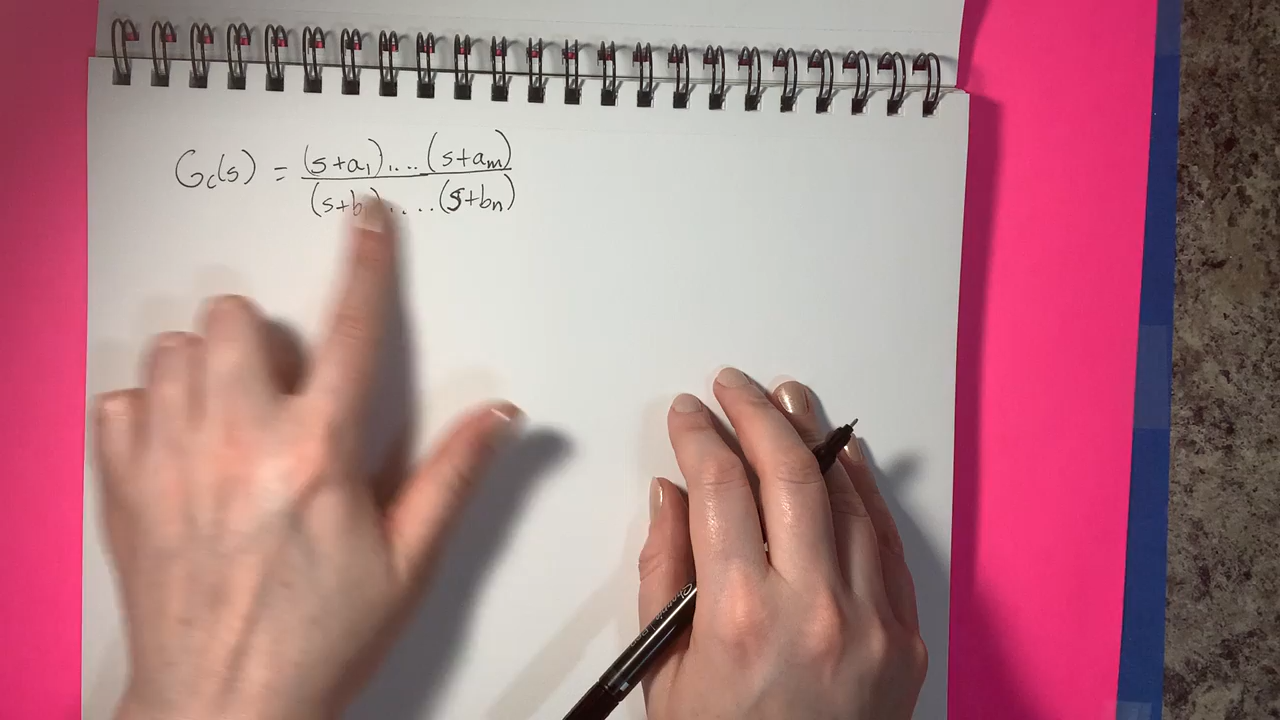 Gc(s) = (s+a₁)....(s+aₘ)
(s+b₁)....(s+bₙ)